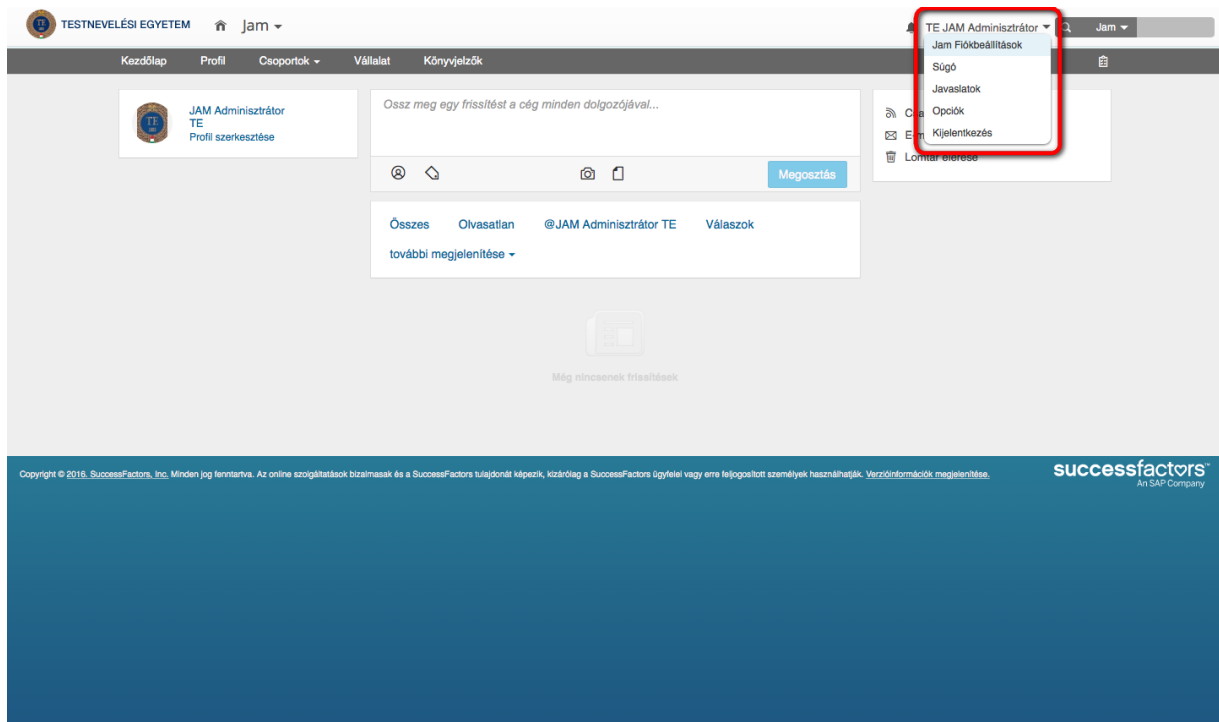 TESTNEVELÉSI EGYETEM
Jam
TE JAM Adminisztrátor
Jam
Jam Fiókbeállítások
Súgó
Javaslatok
Opciók
Kijelentkezés
Kezdőlap Profil Csoportok Vállalat Könyvjelzők
JAM Adminisztrátor
TE
Profil szerkesztése
Ossz meg egy frissítést a cég minden dolgozójával...
Megosztás
Lomtár elérése
Összes Olvasatlan @JAM Adminisztrátor TE Válaszok
további megjelenítése
Még nincsenek frissítések
Copyright © 2016. SuccessFactors, Inc. Minden jog fenntartva. Az online szolgáltatások bizalmasak és a SuccessFactors tulajdonát képezik, kizárólag a SuccessFactors ügyfelei vagy erre feljogosított személyek használhatják. Verzióinformációk megjelenítése.
successfactors™
An SAP Company